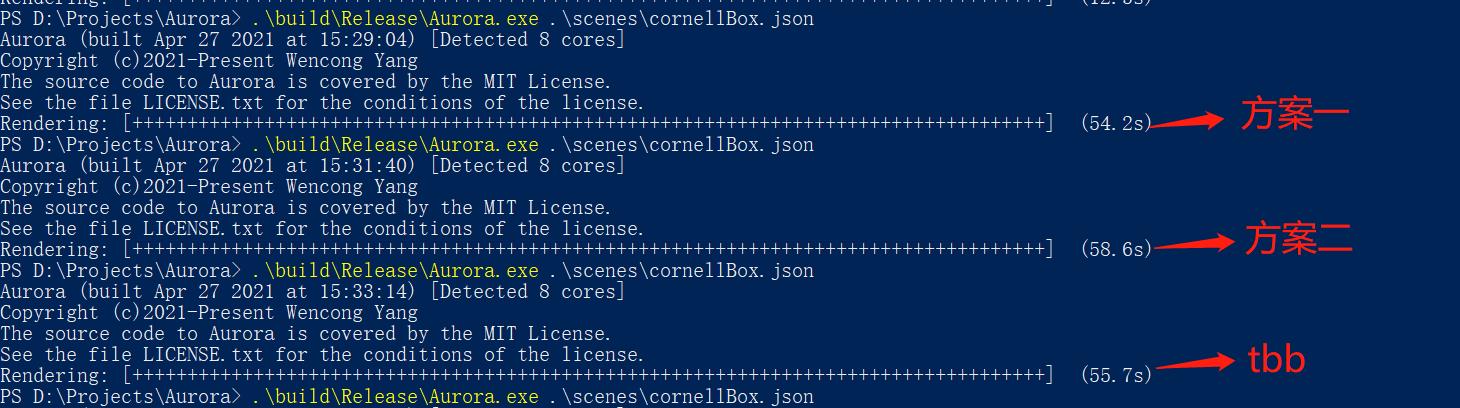 Rendering: [++++++++++++++++++++++++++++++++++++++++++++++++++++++++++++++++++++++++++++++++++++] (12.8s)
PS D:\Projects\Aurora> .\build\Release\Aurora.exe .\scenes\cornellBox.json
Aurora (built Apr 27 2021 at 15:29:04) [Detected 8 cores]
Copyright (c)2021-Present Wencong Yang
The source code to Aurora is covered by the MIT License.
See the file LICENSE.txt for the conditions of the license.
Rendering: [++++++++++++++++++++++++++++++++++++++++++++++++++++++++++++++++++++++++++++++++++++] (54.2s) 方案一
PS D:\Projects\Aurora> .\build\Release\Aurora.exe .\scenes\cornellBox.json
Aurora (built Apr 27 2021 at 15:31:40) [Detected 8 cores]
Copyright (c)2021-Present Wencong Yang
The source code to Aurora is covered by the MIT License.
See the file LICENSE.txt for the conditions of the license.
Rendering: [++++++++++++++++++++++++++++++++++++++++++++++++++++++++++++++++++++++++++++++++++++] (58.6s) 方案二
PS D:\Projects\Aurora> .\build\Release\Aurora.exe .\scenes\cornellBox.json
Aurora (built Apr 27 2021 at 15:33:14) [Detected 8 cores]
Copyright (c)2021-Present Wencong Yang
The source code to Aurora is covered by the MIT License.
See the file LICENSE.txt for the conditions of the license.
Rendering: [++++++++++++++++++++++++++++++++++++++++++++++++++++++++++++++++++++++++++++++++++++] (55.7s) tbb
PS D:\Projects\Aurora> .\build\Release\Aurora.exe .\scenes\cornellBox.json